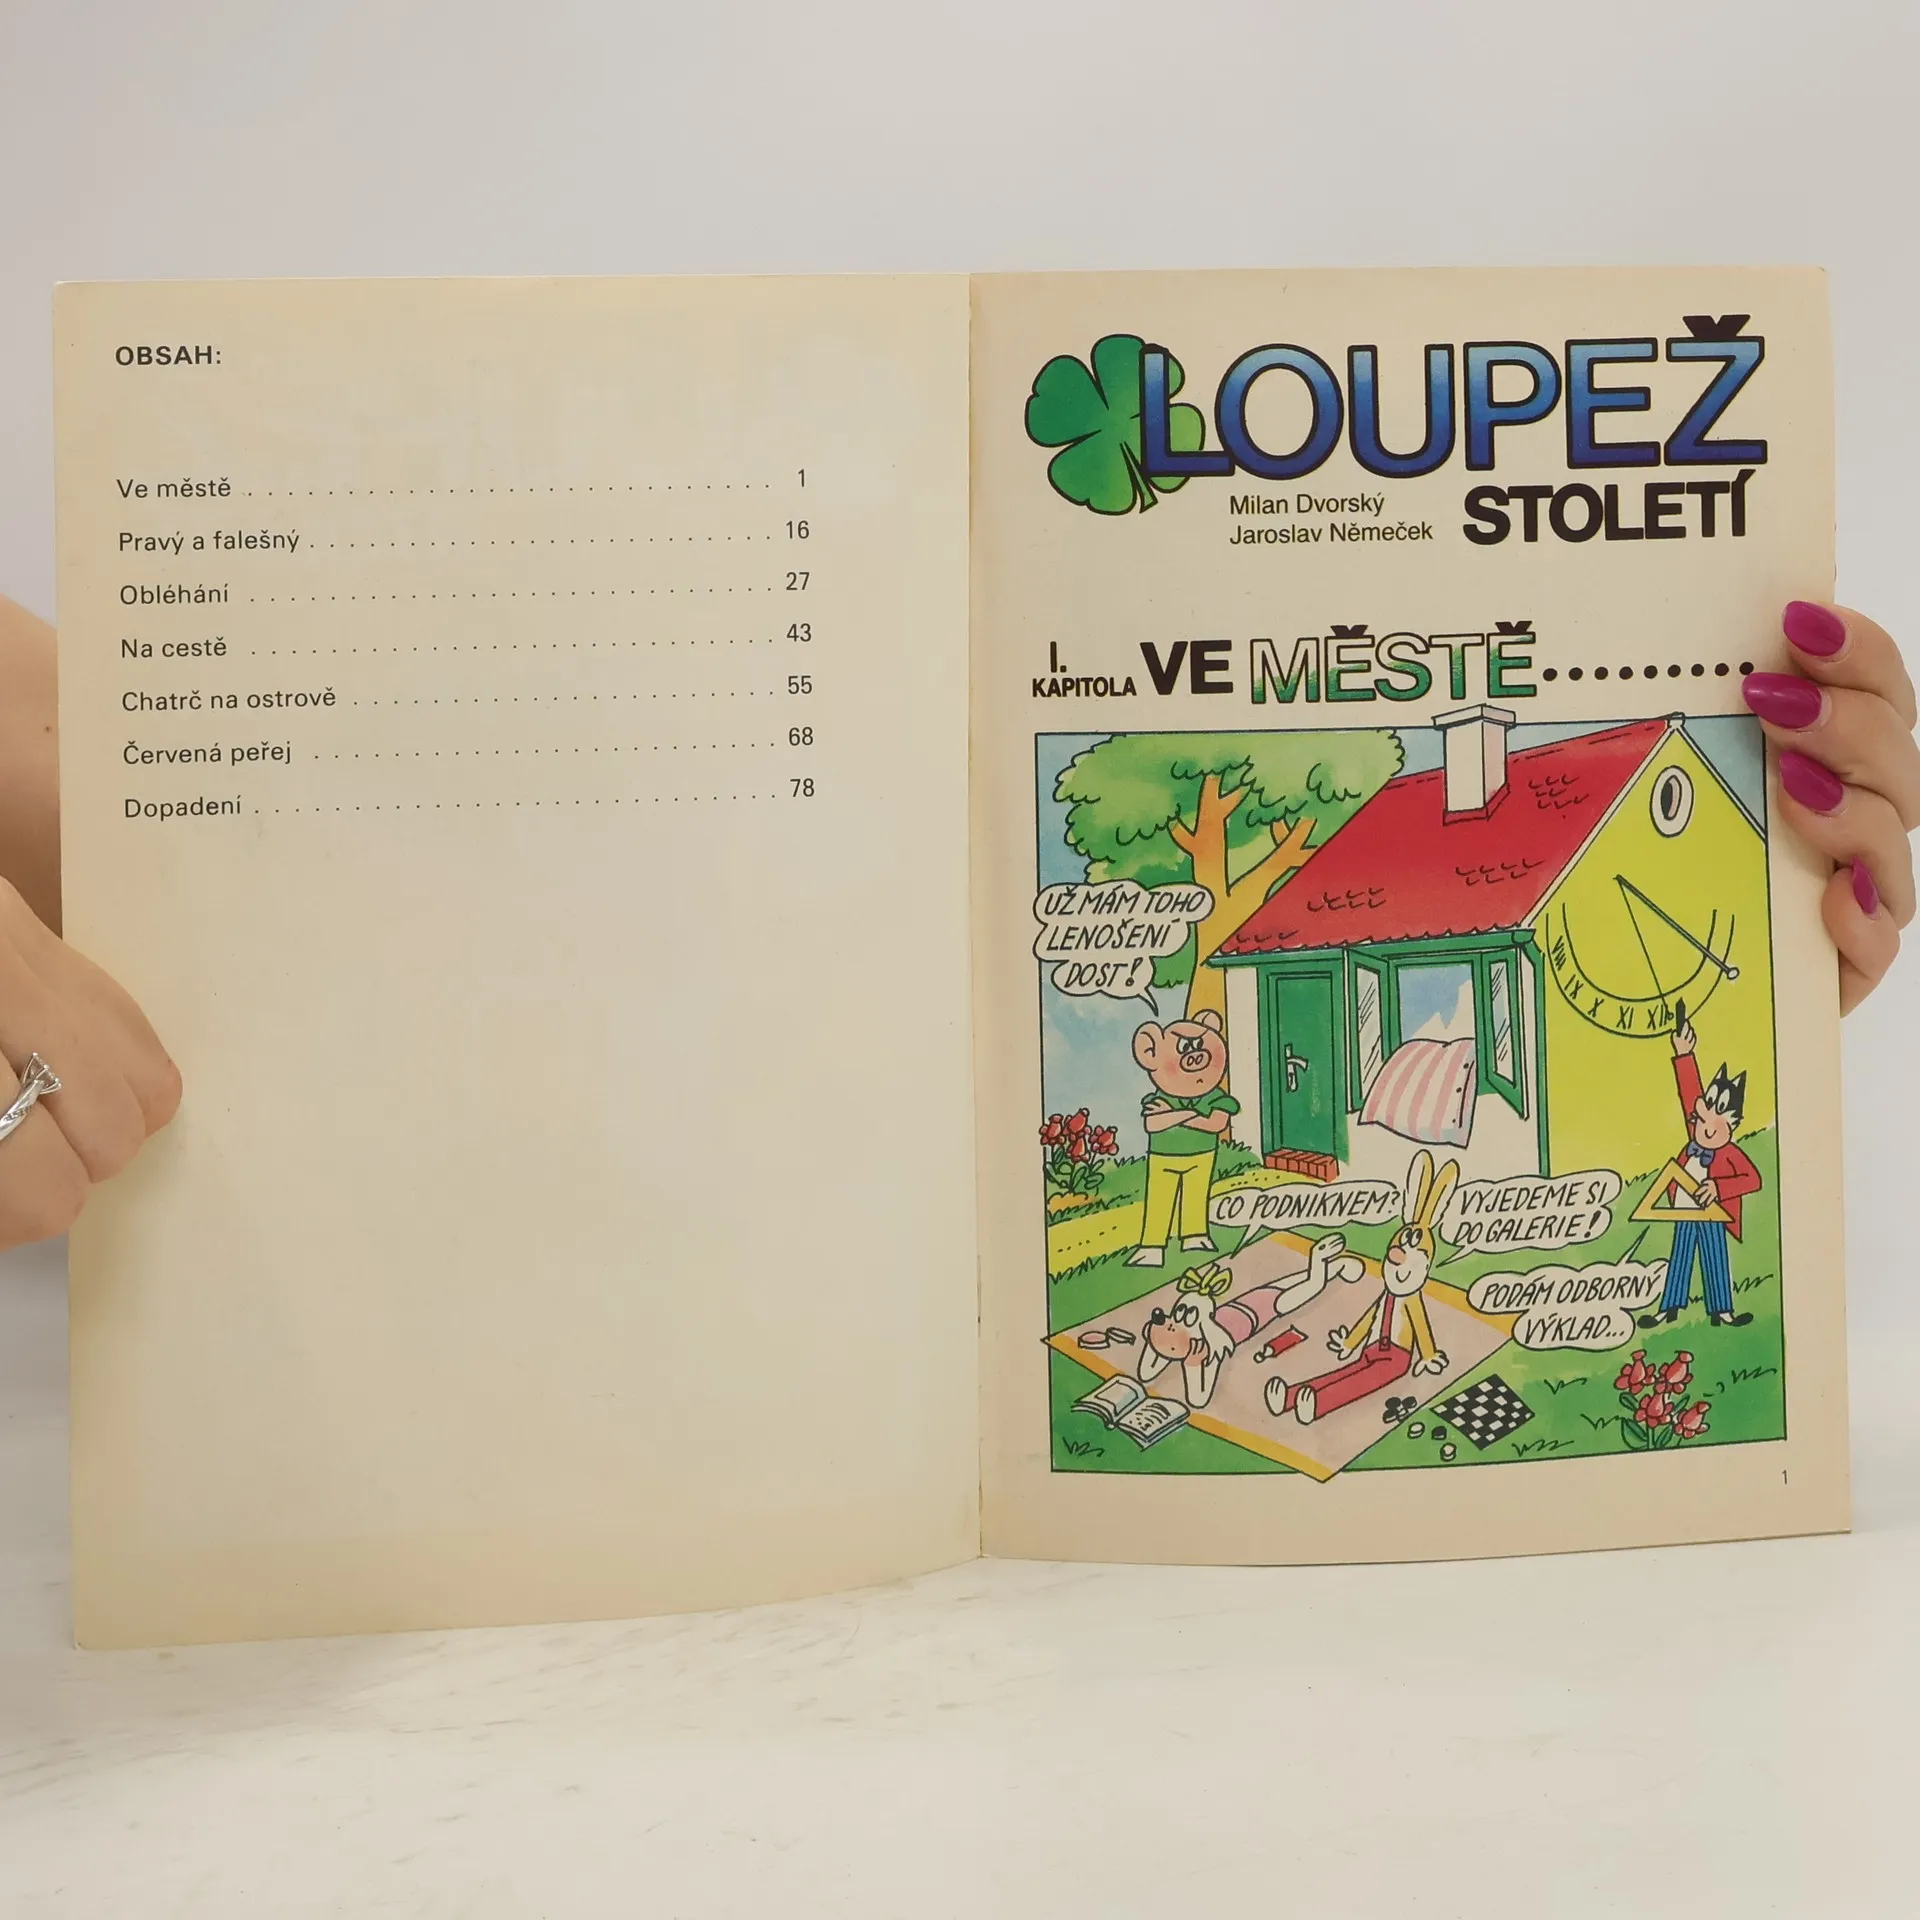 OBSAH:
Ve městě . . . . . . . . . . . . . . . . . . . . . . . . . . . 1
Pravý a falešný . . . . . . . . . . . . . . . . . . . . . . . 16
Obléhání . . . . . . . . . . . . . . . . . . . . . . . . . . . 27
Na cestě . . . . . . . . . . . . . . . . . . . . . . . . . . . 43
Chatrč na ostrově . . . . . . . . . . . . . . . . . . . . . 55
Červená peřej . . . . . . . . . . . . . . . . . . . . . . . 68
Dopadení . . . . . . . . . . . . . . . . . . . . . . . . . . 78
LOUPEŽ
STOLETÍ
Milan Dvorský
Jaroslav Němeček
I.
KAPITOLA VE MĚSTĚ.........
UŽ MÁM TOHO
LENOŠENÍ
DOST!
VIII IX X XI XII
CO PODNIKNEM?
VYJEDEME SI
DO GALERIE!
PODÁM ODBORNÝ
VÝKLAD...
1